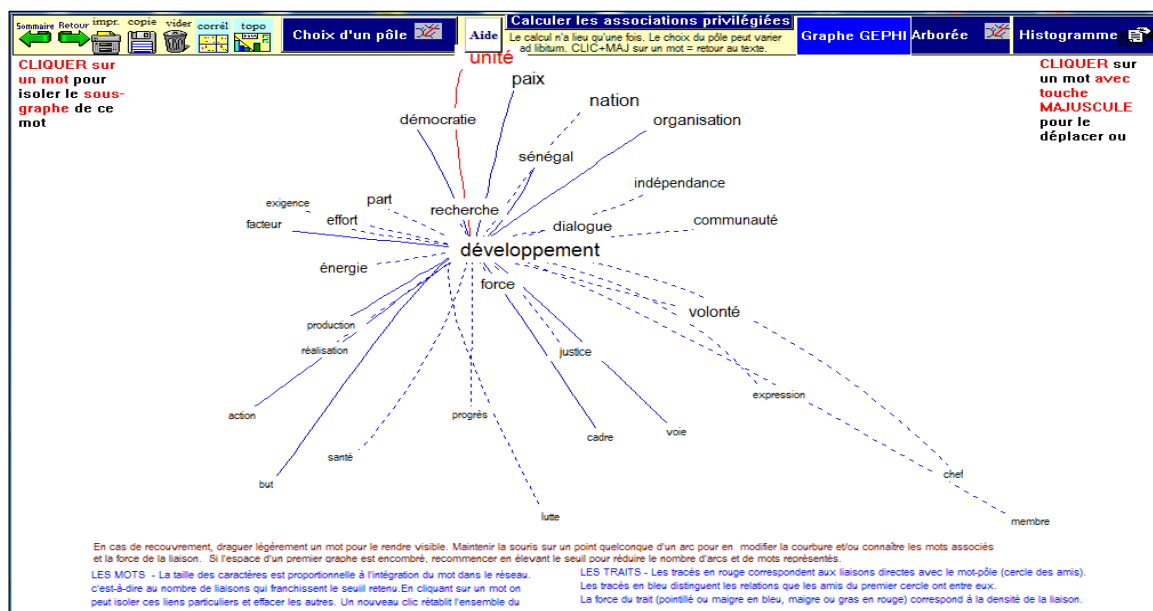 Sommaire Retour impr. copie vider corrél topo
Choix d'un pôle
Aide
Calculer les associations privilégiées
Le calcul n'a lieu qu'une fois. Le choix du pôle peut varier
ad libitum. CLIC+MAJ sur un mot = retour au texte.
Graphe GEPHI
Arborée
Histogramme
CLIQUER sur
un mot pour
isoler le sous-
graphe de ce
mot
CLIQUER
sur un mot avec
touche
MAJUSCULE
pour le
déplacer ou
unité
paix
nation
démocratie
organisation
sénégal
indépendance
part
exigence
recherche
effort
facteur
dialogue
communauté
développement
énergie
force
volonté
production
réalisation
justice
expression
action
progrès
cadre
voie
santé
but
chef
lutte
membre
En cas de recouvrement, draguer légèrement un mot pour le rendre visible. Maintenir la souris sur un point quelconque d'un arc pour en modifier la courbure et/ou connaître les mots associés
et la force de la liaison. Si l'espace d'un premier graphe est encombré, recommencer en élevant le seuil pour réduire le nombre d'arcs et de mots représentés.
LES MOTS - La taille des caractères est proportionnelle à l'intégration du mot dans le réseau.
c'est-à-dire au nombre de liaisons qui franchissent le seuil retenu.En cliquant sur un mot on
peut isoler ces liens particuliers et effacer les autres. Un nouveau clic rétablit l'ensemble du
LES TRAITS - Les tracés en rouge correspondent aux liaisons directes avec le mot-pôle (cercle des amis).
Les tracés en bleu distinguent les relations que les amis du premier cercle ont entre eux.
La force du trait (pointillé ou maigre en bleu, maigre ou gras en rouge) correspond à la densité de la liaison.